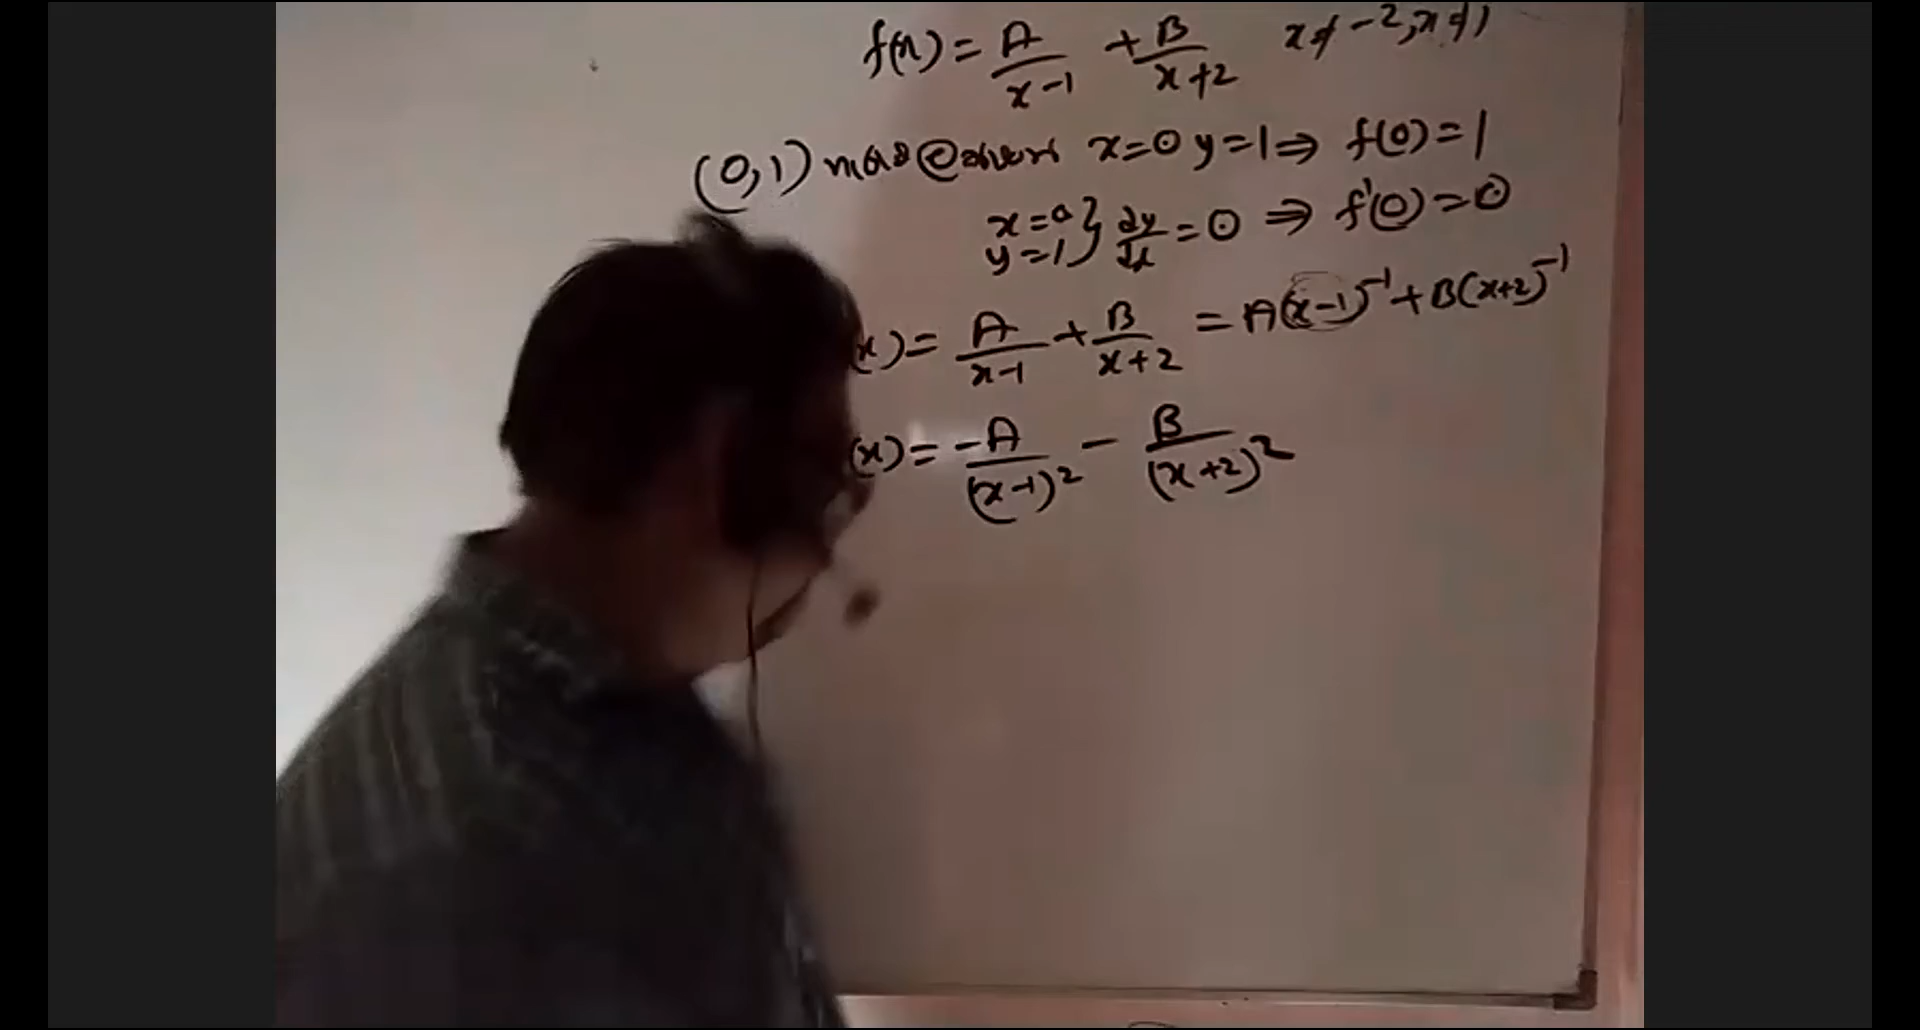 f(x) = A/(x-1) + B/(x+2) x ≠ -2, x ≠ 1
(0,1) x=0 y=1 ⇒ f(0)=1
x=0 y=1 } dy/dx = 0 ⇒ f'(0)=0
(x) = A/(x-1) + B/(x+2) = A(x-1)^-1 + B(x+2)^-1
(x) = -A/(x-1)^2 - B/(x+2)^2